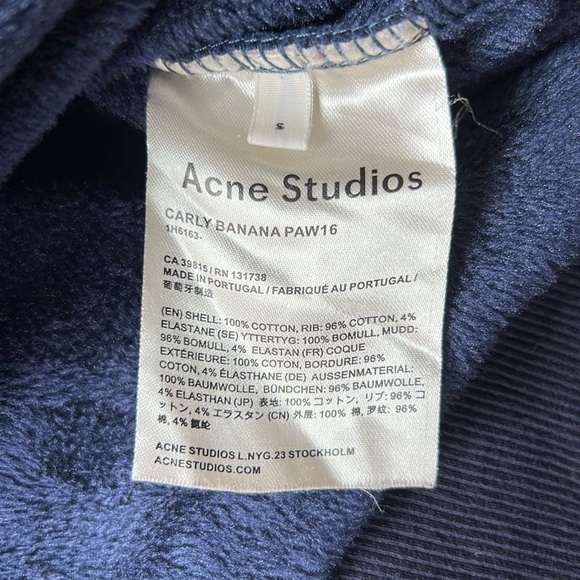 S
Acne Studios
CARLY BANANA PAW16
1H6163-
CA 39815 / RN 131738
MADE IN PORTUGAL / FABRIQUÉ AU PORTUGAL /
葡萄牙制造
(EN) SHELL: 100% COTTON, RIB: 96% COTTON, 4%
ELASTANE (SE) YTTERTYG: 100% BOMULL, MUDD:
96% BOMULL, 4% ELASTAN (FR) COQUE
EXTÉRIEURE: 100% COTON, BORDURE: 96%
COTON, 4% ÉLASTHANE (DE) AUSSENMATERIAL:
100% BAUMWOLLE, BÜNDCHEN: 96% BAUMWOLLE,
4% ELASTHAN (JP) 表地: 100% コットン, リブ: 96% コ
ットン, 4% エラスタン (CN) 外层: 100% 棉, 罗纹: 96%
棉, 4% 氨纶
ACNE STUDIOS L.NYG.23 STOCKHOLM
ACNESTUDIOS.COM